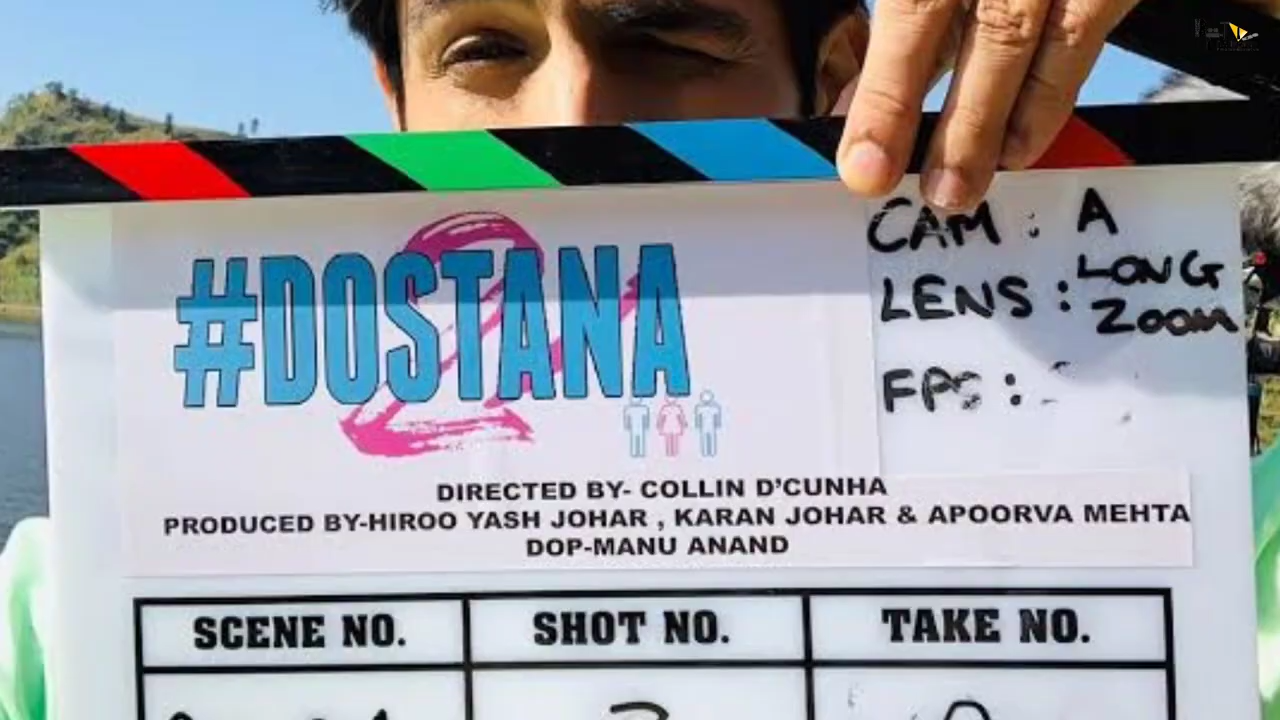 #DOSTANA 2
CAM : A
LENS : LONG ZOOM
FPS :
DIRECTED BY- COLLIN D'CUNHA
PRODUCED BY-HIROO YASH JOHAR , KARAN JOHAR & APOORVA MEHTA
DOP-MANU ANAND
SCENE NO. SHOT NO. TAKE NO.